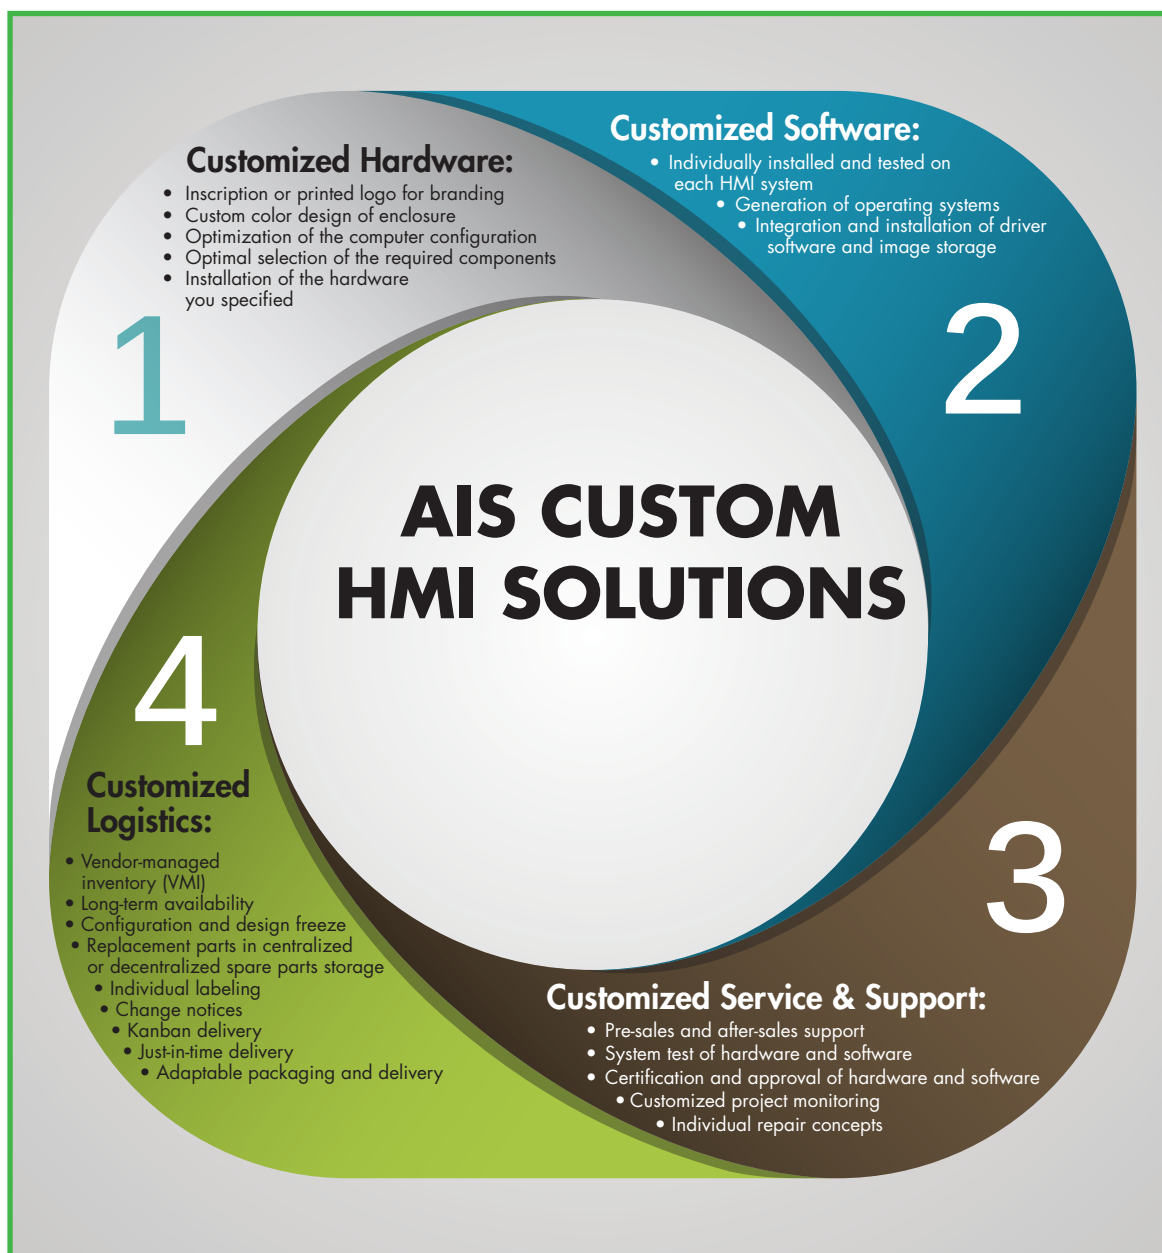 Customized Hardware:
• Inscription or printed logo for branding
• Custom color design of enclosure
• Optimization of the computer configuration
• Optimal selection of the required components
• Installation of the hardware
you specified
1
Customized Software:
• Individually installed and tested on
each HMI system
• Generation of operating systems
• Integration and installation of driver
software and image storage
2
AIS CUSTOM
HMI SOLUTIONS
3
Customized Service & Support:
• Pre-sales and after-sales support
• System test of hardware and software
• Certification and approval of hardware and software
• Customized project monitoring
• Individual repair concepts
4
Customized
Logistics:
• Vendor-managed
inventory (VMI)
• Long-term availability
• Configuration and design freeze
• Replacement parts in centralized
or decentralized spare parts storage
• Individual labeling
• Change notices
• Kanban delivery
• Just-in-time delivery
• Adaptable packaging and delivery